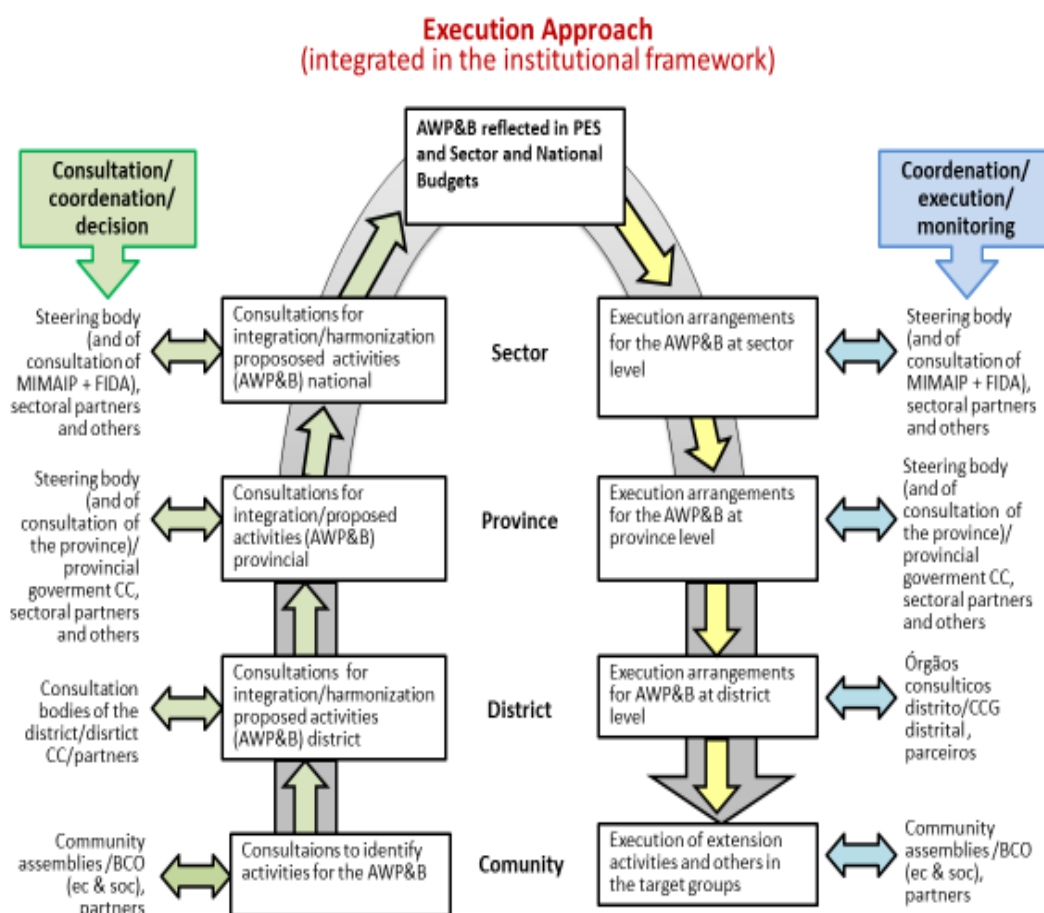 Execution Approach
(integrated in the institutional framework)
AWP&B reflected in PES
and Sector and National
Budgets
Consultation/
coordenation/
decision
Coordenation/
execution/
monitoring
Steering body
(and of
consultation of
MIMAIP + FIDA),
sectoral partners
and others
Consultations for
integration/harmonization
propososed activities
(AWP&B) national
Sector
Execution arrangements
for the AWP&B at sector
level
Steering body
(and of
consultation of
MIMAIP + FIDA),
sectoral partners
and others
Steering body
(and of
consultation of
the province)/
provincial
goverment CC,
sectoral partners
and others
Consultations for
integration/proposed
activities (AWP&B)
provincial
Province
Execution arrangements
for the AWP&B at
province level
Steering body
(and of
consultation of
the province)/
provincial
goverment CC,
sectoral partners
and others
Consultation
bodies of the
district/disrtict
CC/partners
Consultations for
integration/harmonization
proposed activities
(AWP&B) district
District
Execution arrangements
for AWP&B at district
level
Órgãos
consulticos
distrito/CCG
distrital,
parceiros
Community
assemblies /BCO
(ec & soc),
partners
Consultaions to identify
activities for the AWP&B
Comunity
Execution of extension
activities and others in
the target groups
Community
assemblies /BCO
(ec & soc),
partners